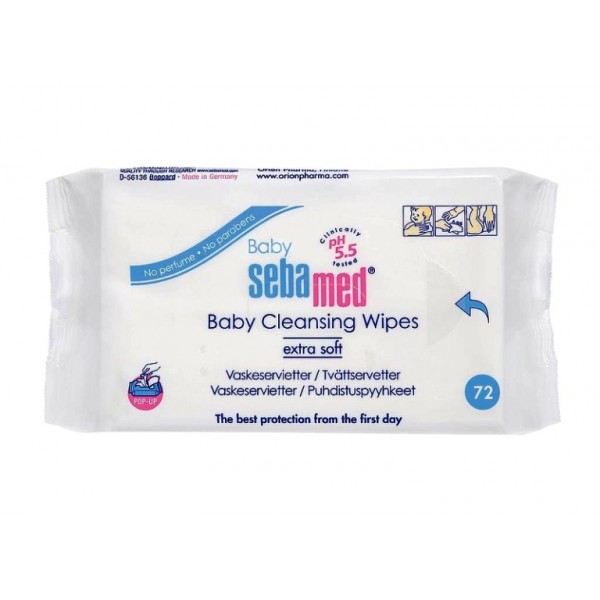 QUALITY THROUGH RESEARCH
D-56136 Boppard • Made in Germany
Orion Pharma,
www.orionpharma.com
No perfume • No parabens
Baby
sebamed®
Clinically
pH
5.5
tested
Baby Cleansing Wipes
extra soft
Vaskeservietter / Tvättservetter
Vaskeservietter / Puhdistuspyyhkeet
POP-UP
72
The best protection from the first day